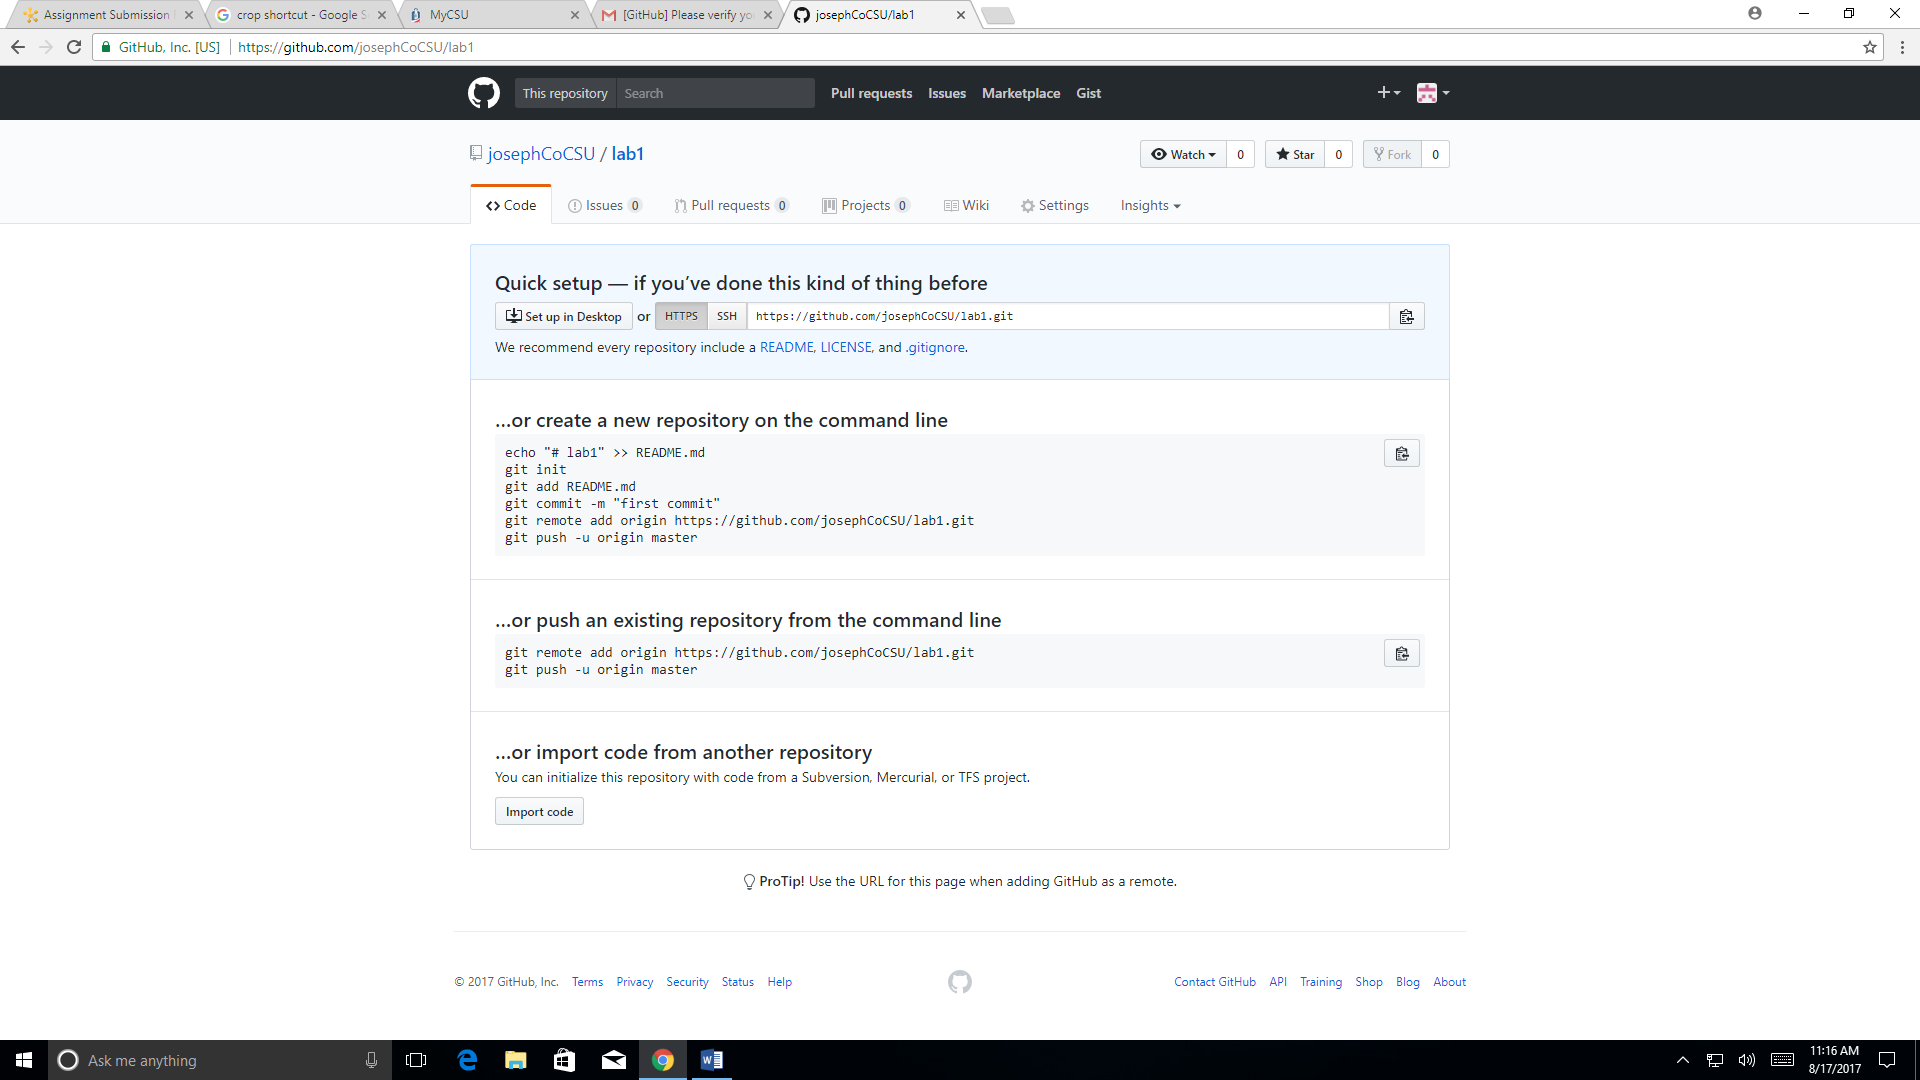 Assignment Submission
crop shortcut - Google S
MyCSU
[GitHub] Please verify yo
josephCoCSU/lab1
GitHub, Inc. [US]
https://github.com/josephCoCSU/lab1
This repository
Search
Pull requests
Issues
Marketplace
Gist
josephCoCSU / lab1
Watch 0
Star 0
Fork 0
Code
Issues 0
Pull requests 0
Projects 0
Wiki
Settings
Insights
Quick setup — if you’ve done this kind of thing before
Set up in Desktop or HTTPS SSH https://github.com/josephCoCSU/lab1.git
We recommend every repository include a README, LICENSE, and .gitignore.
…or create a new repository on the command line
echo "# lab1" >> README.md
git init
git add README.md
git commit -m "first commit"
git remote add origin https://github.com/josephCoCSU/lab1.git
git push -u origin master
…or push an existing repository from the command line
git remote add origin https://github.com/josephCoCSU/lab1.git
git push -u origin master
…or import code from another repository
You can initialize this repository with code from a Subversion, Mercurial, or TFS project.
Import code
ProTip! Use the URL for this page when adding GitHub as a remote.
© 2017 GitHub, Inc. Terms Privacy Security Status Help
Contact GitHub API Training Shop Blog About
Ask me anything
11:16 AM
8/17/2017